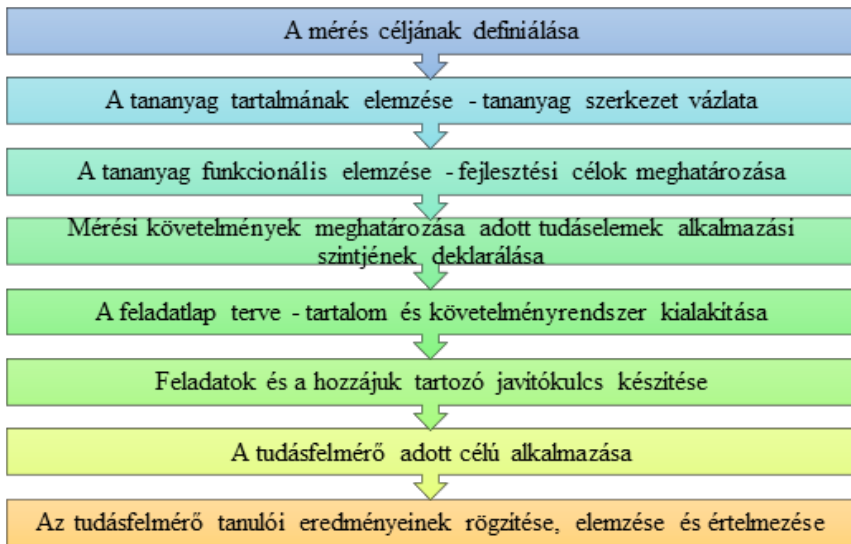 A mérés céljának definiálása
A tananyag tartalmának elemzése - tananyag szerkezet vázlata
A tananyag funkcionális elemzése - fejlesztési célok meghatározása
Mérési követelmények meghatározása adott tudáselemek alkalmazási
szintjének deklarálása
A feladatlap terve - tartalom és követelményrendszer kialakítása
Feladatok és a hozzájuk tartozó javítókulcs készítése
A tudásfelmérő adott célú alkalmazása
Az tudásfelmérő tanulói eredményeinek rögzítése, elemzése és értelmezése